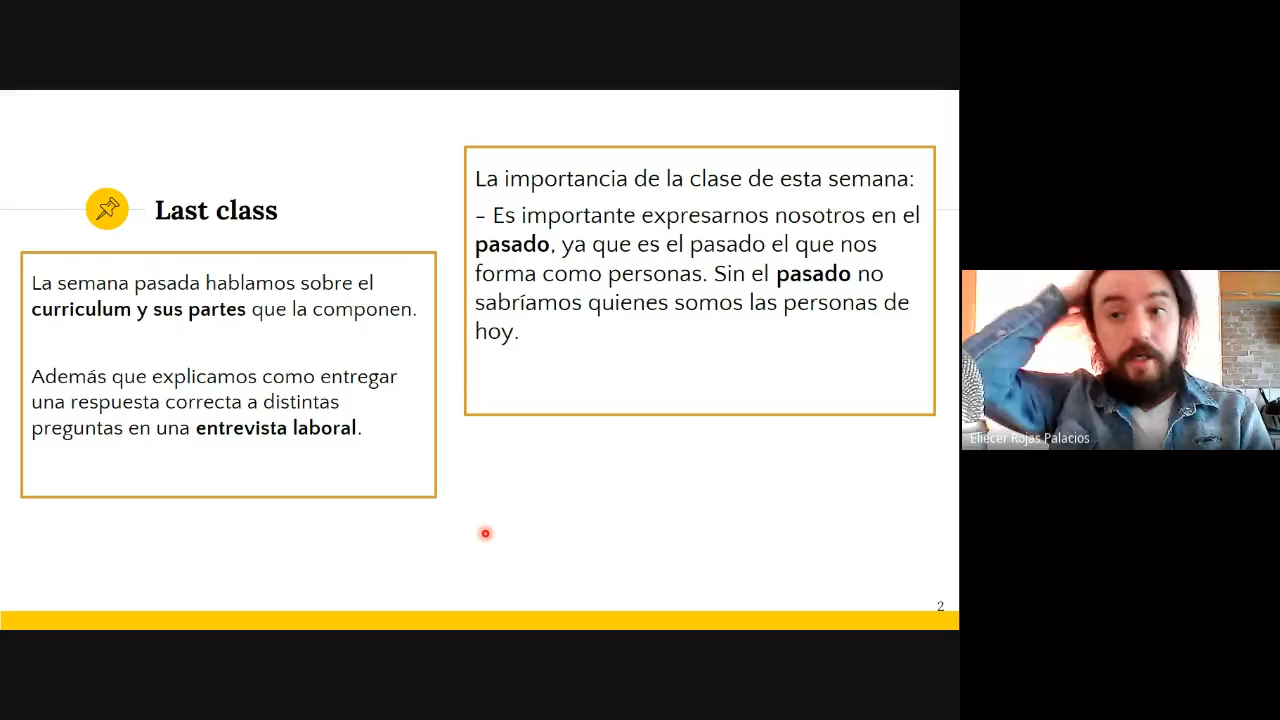 Last class
La semana pasada hablamos sobre el
curriculum y sus partes que la componen.
Además que explicamos como entregar
una respuesta correcta a distintas
preguntas en una entrevista laboral.
La importancia de la clase de esta semana:
- Es importante expresarnos nosotros en el
pasado, ya que es el pasado el que nos
forma como personas. Sin el pasado no
sabríamos quienes somos las personas de
hoy.
2
Eliecer Rojas Palacios